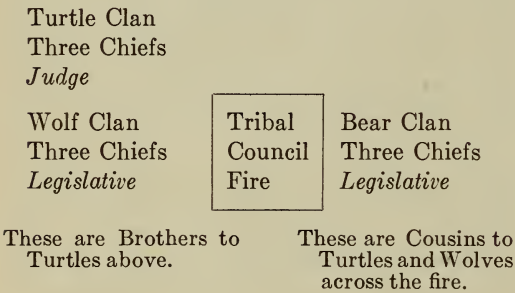 Turtle Clan
Three Chiefs
Judge
Wolf Clan
Three Chiefs
Legislative
Tribal
Council
Fire
Bear Clan
Three Chiefs
Legislative
These are Brothers to
Turtles above.
These are Cousins to
Turtles and Wolves
across the fire.